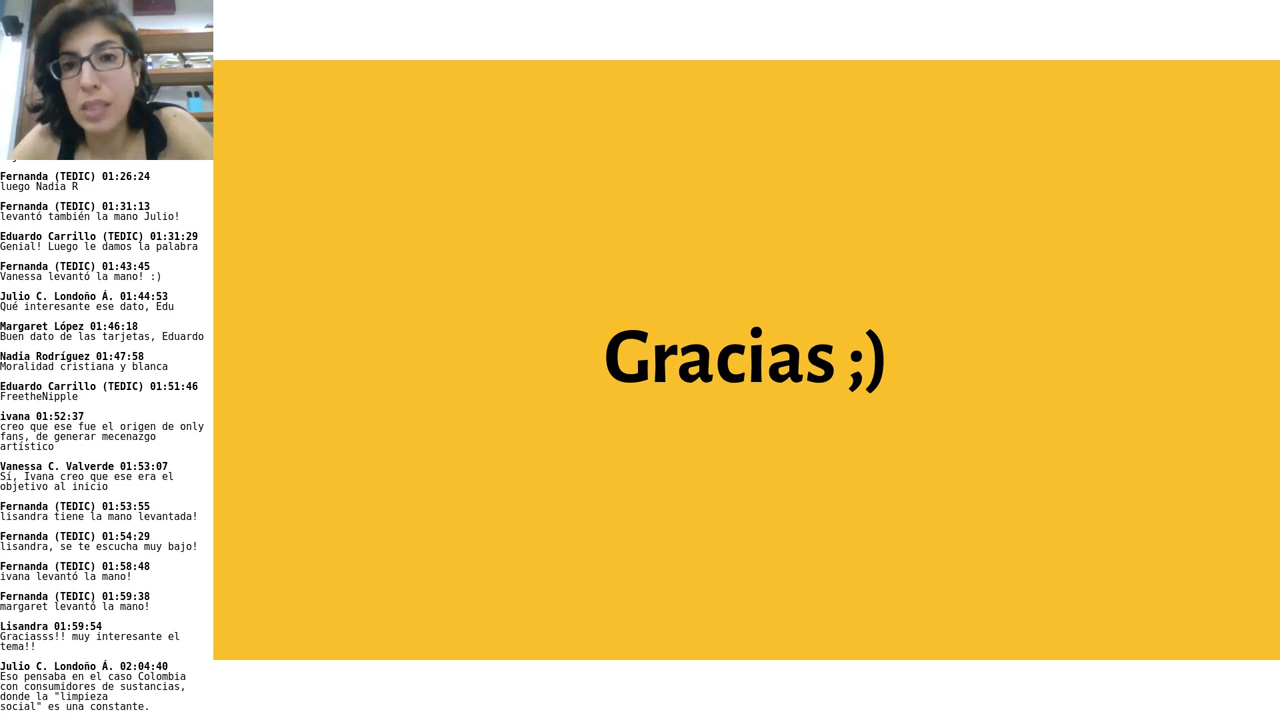 Fernanda (TEDIC) 01:26:24
luego Nadia R
Fernanda (TEDIC) 01:31:13
levantó también la mano Julio!
Eduardo Carrillo (TEDIC) 01:31:29
Genial! Luego le damos la palabra
Fernanda (TEDIC) 01:43:45
Vanessa levantó la mano! :)
Julio C. Londoño Á. 01:44:53
Qué interesante ese dato, Edu
Margaret López 01:46:18
Buen dato de las tarjetas, Eduardo
Nadia Rodríguez 01:47:58
Moralidad cristiana y blanca
Eduardo Carrillo (TEDIC) 01:51:46
FreetheNipple
ivana 01:52:37
creo que ese fue el origen de only
fans, de generar mecenazgo
artístico
Vanessa C. Valverde 01:53:07
Sí, Ivana creo que ese era el
objetivo al inicio
Fernanda (TEDIC) 01:53:55
lisandra tiene la mano levantada!
Fernanda (TEDIC) 01:54:29
lisandra, se te escucha muy bajo!
Fernanda (TEDIC) 01:58:48
ivana levantó la mano!
Fernanda (TEDIC) 01:59:38
margaret levantó la mano!
Lisandra 01:59:54
Graciasss!! muy interesante el
tema!!
Julio C. Londoño Á. 02:04:40
Eso pensaba en el caso Colombia
con consumidores de sustancias,
donde la "limpieza
social" es una constante.
Gracias ;)